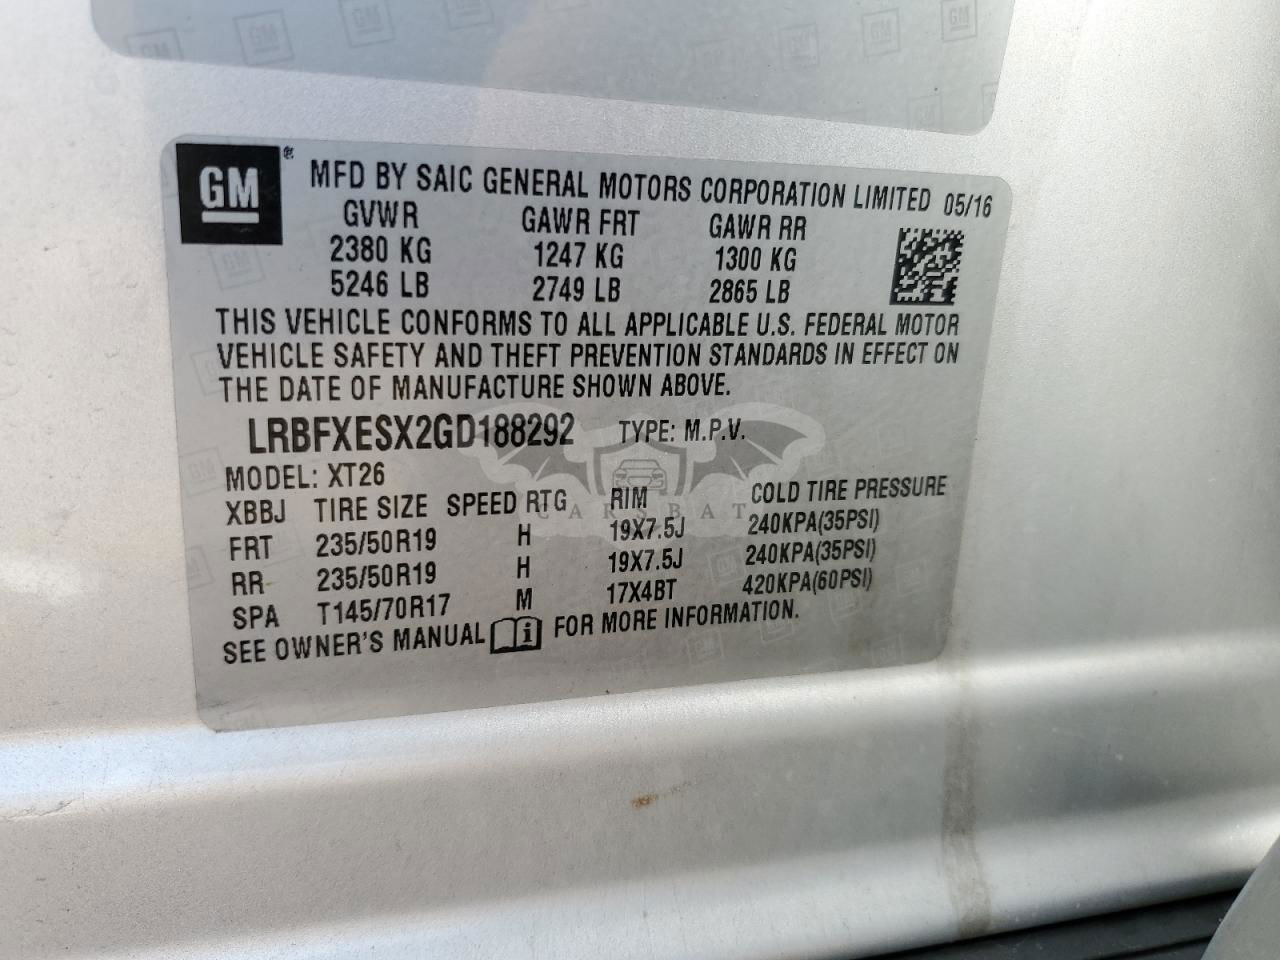 GM
MFD BY SAIC GENERAL MOTORS CORPORATION LIMITED 05/16
GVWR GAWR FRT GAWR RR
2380 KG 1247 KG 1300 KG
5246 LB 2749 LB 2865 LB
THIS VEHICLE CONFORMS TO ALL APPLICABLE U.S. FEDERAL MOTOR
VEHICLE SAFETY AND THEFT PREVENTION STANDARDS IN EFFECT ON
THE DATE OF MANUFACTURE SHOWN ABOVE.
LRBFXESX2GD188292 TYPE: M.P.V.
MODEL: XT26
XBBJ TIRE SIZE SPEED RTG RIM COLD TIRE PRESSURE
FRT 235/50R19 H 19X7.5J 240KPA(35PSI)
RR 235/50R19 H 19X7.5J 240KPA(35PSI)
SPA T145/70R17 M 17X4BT 420KPA(60PSI)
SEE OWNER'S MANUAL FOR MORE INFORMATION.
CARSBAT